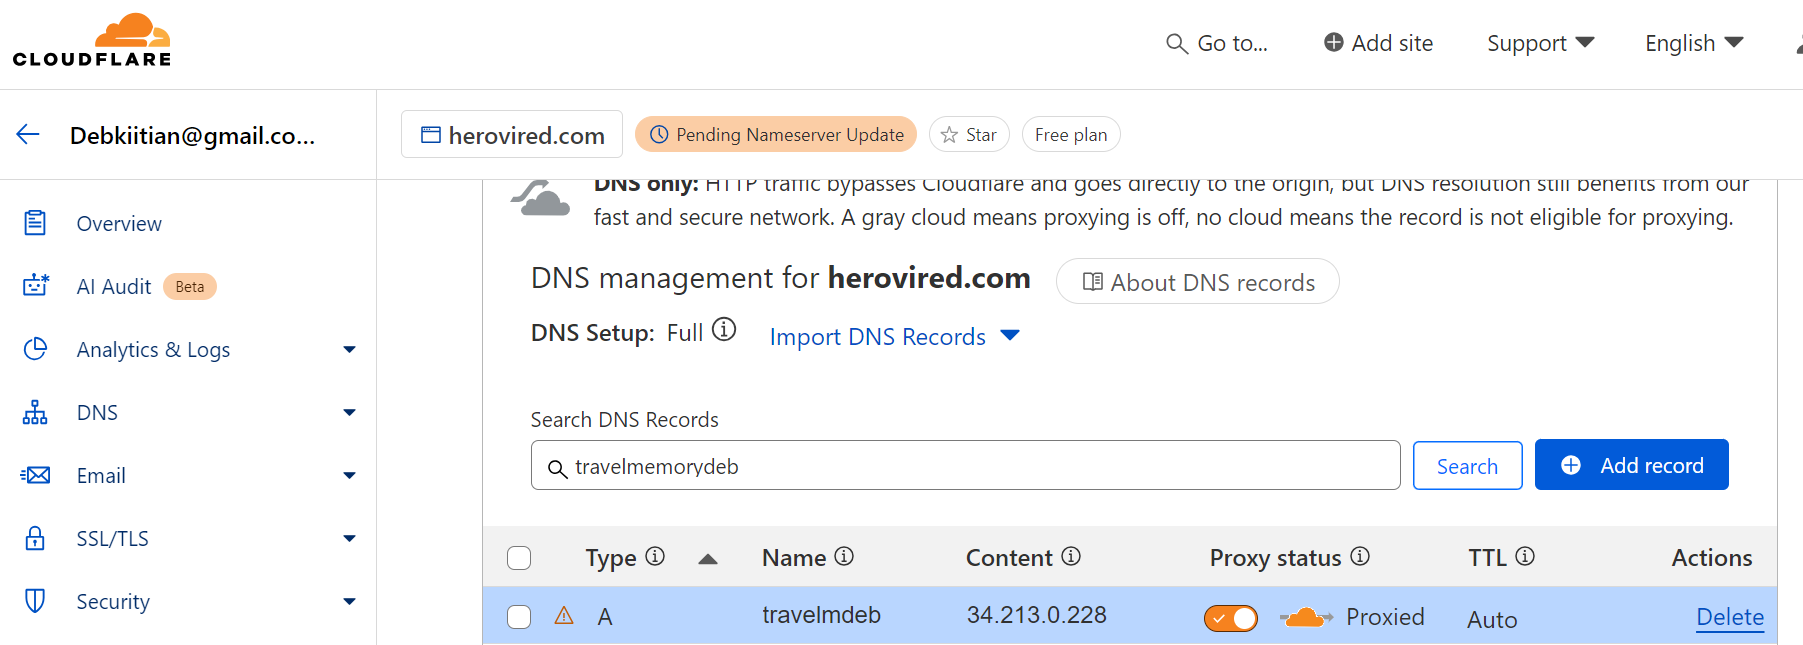 CLOUDFLARE
Go to...
Add site
Support
English
Debkiitian@gmail.co...
herovired.com
Pending Nameserver Update
Star
Free plan
Overview
AI Audit Beta
Analytics & Logs
DNS
Email
SSL/TLS
Security
DNS only: HTTP traffic bypasses Cloudflare and goes directly to the origin, but DNS resolution still benefits from our
fast and secure network. A gray cloud means proxying is off, no cloud means the record is not eligible for proxying.
DNS management for herovired.com
About DNS records
DNS Setup: Full
Import DNS Records
Search DNS Records
travelmemorydeb
Search
Add record
Type Name Content Proxy status TTL Actions
A travelmdeb 34.213.0.228 Proxied Auto Delete